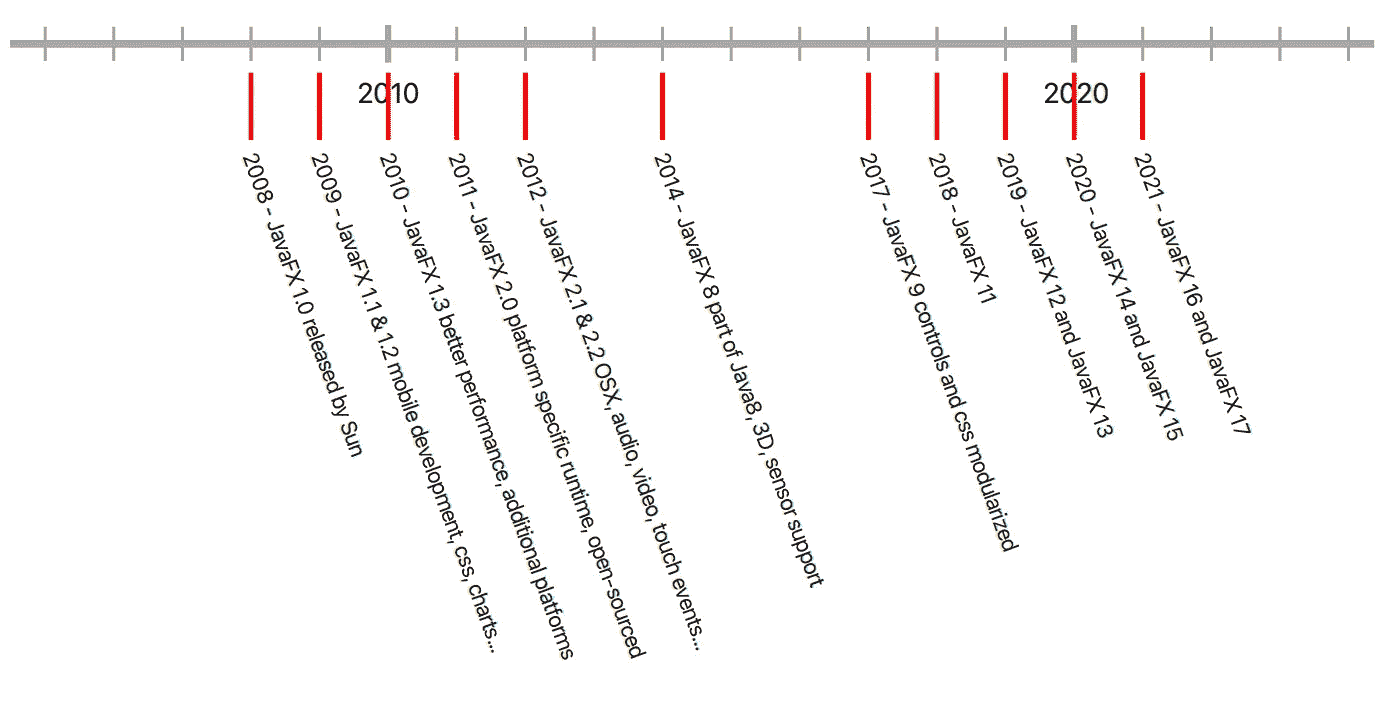 2010
2020
2008 - JavaFX 1.0 released by Sun
2009 - JavaFX 1.1 & 1.2 mobile development, css, charts...
2010 - JavaFX 1.3 better performance, additional platforms
2011 - JavaFX 2.0 platform specific runtime, open-sourced
2012 - JavaFX 2.1 & 2.2 OSX, audio, video, touch events...
2014 - JavaFX 8 part of Java8, 3D, sensor support
2017 - JavaFX 9 controls and css modularized
2018 - JavaFX 11
2019 - JavaFX 12 and JavaFX 13
2020 - JavaFX 14 and JavaFX 15
2021 - JavaFX 16 and JavaFX 17